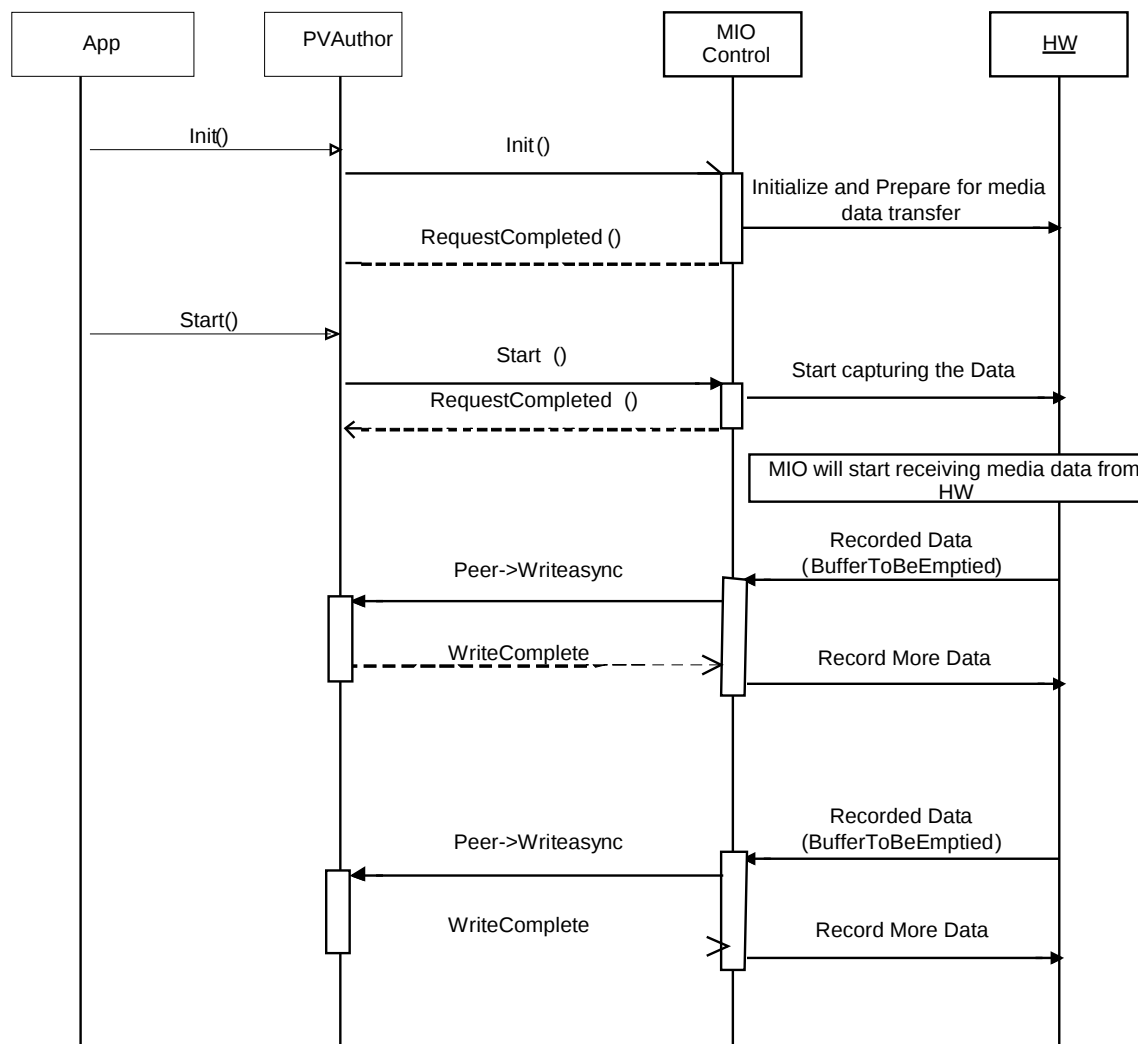 App
PVAuthor
MIO
Control
HW
Init()
Init()
Initialize and Prepare for media
data transfer
RequestCompleted ()
Start()
Start ()
Start capturing the Data
RequestCompleted ()
MIO will start receiving media data from
HW
Recorded Data
(BufferToBeEmptied)
Peer->Writeasync
WriteComplete
Record More Data
Recorded Data
(BufferToBeEmptied)
Peer->Writeasync
WriteComplete
Record More Data